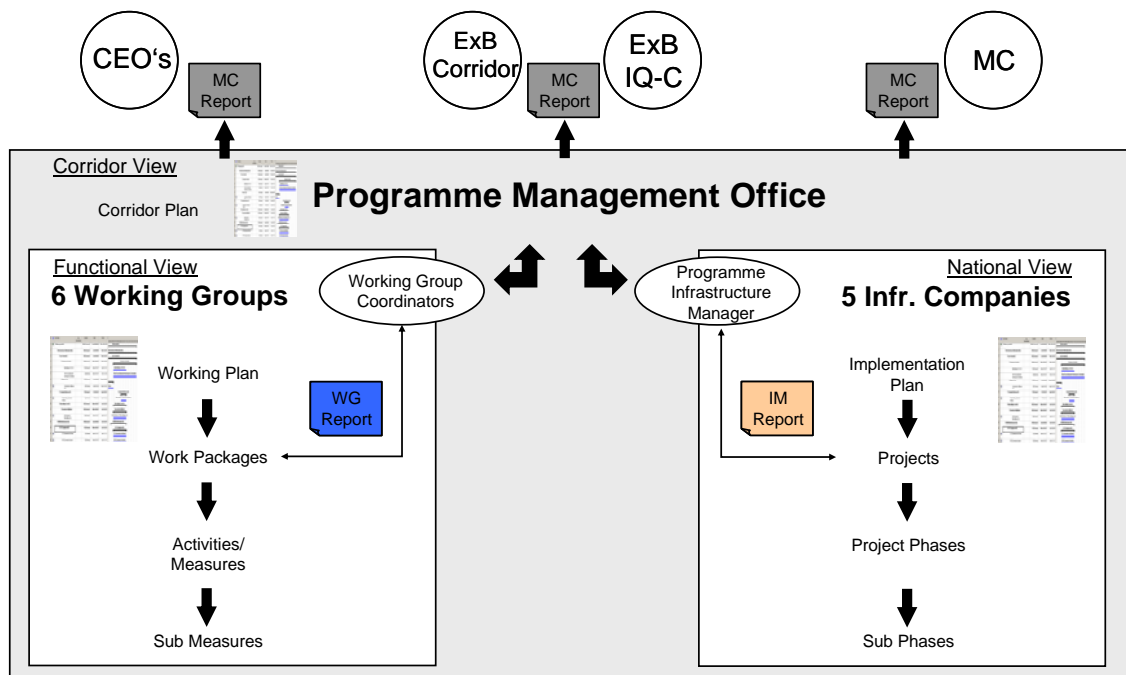 CEO's
MC
Report
ExB
Corridor
MC
Report
ExB
IQ-C
MC
Report
MC
Corridor View
Corridor Plan
Programme Management Office
Functional View
6 Working Groups
Working Group
Coordinators
Programme
Infrastructure
Manager
National View
5 Infr. Companies
Working Plan
WG
Report
Work Packages
Activities/
Measures
Sub Measures
IM
Report
Implementation
Plan
Projects
Project Phases
Sub Phases